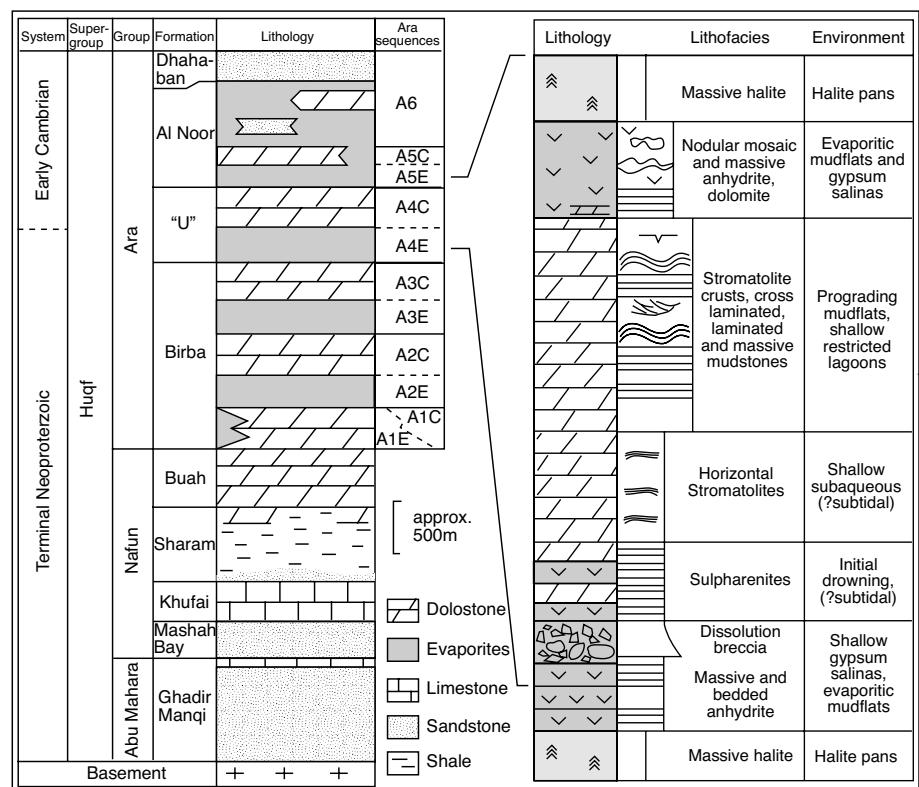 System
Super-
group
Group
Formation
Lithology
Ara
sequences
Early Cambrian
Terminal Neoproterzoic
Huqf
Ara
Nafun
Abu Mahara
Dhaha-
ban
Al Noor
“U”
Birba
Buah
Sharam
Khufai
Mashah
Bay
Ghadir
Manqi
Basement
A6
A5C
A5E
A4C
A4E
A3C
A3E
A2C
A2E
A1C
A1E
approx.
500m
Dolostone
Evaporites
Limestone
Sandstone
Shale
Lithology
Lithofacies
Environment
Massive halite
Halite pans
Nodular mosaic
and massive
anhydrite,
dolomite
Evaporitic
mudflats and
gypsum
salinas
Stromatolite
crusts, cross
laminated,
laminated
and massive
mudstones
Prograding
mudflats,
shallow
restricted
lagoons
Horizontal
Stromatolites
Shallow
subaqueous
(?subtidal)
Sulpharenites
Initial
drowning,
(?subtidal)
Dissolution
breccia
Massive and
bedded
anhydrite
Shallow
gypsum
salinas,
evaporitic
mudflats
Massive halite
Halite pans